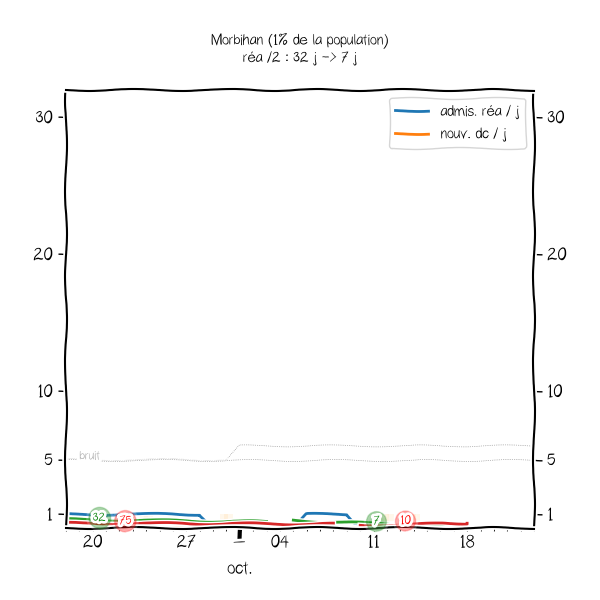 Morbihan (1% de la population)
réa /2 : 32 j -> 7 j
admis. réa / j
nouv. dc / j
30 30
20 20
10 10
5 bruit 5
1 32 75 7 10 1
20 27 04 11 18
oct.